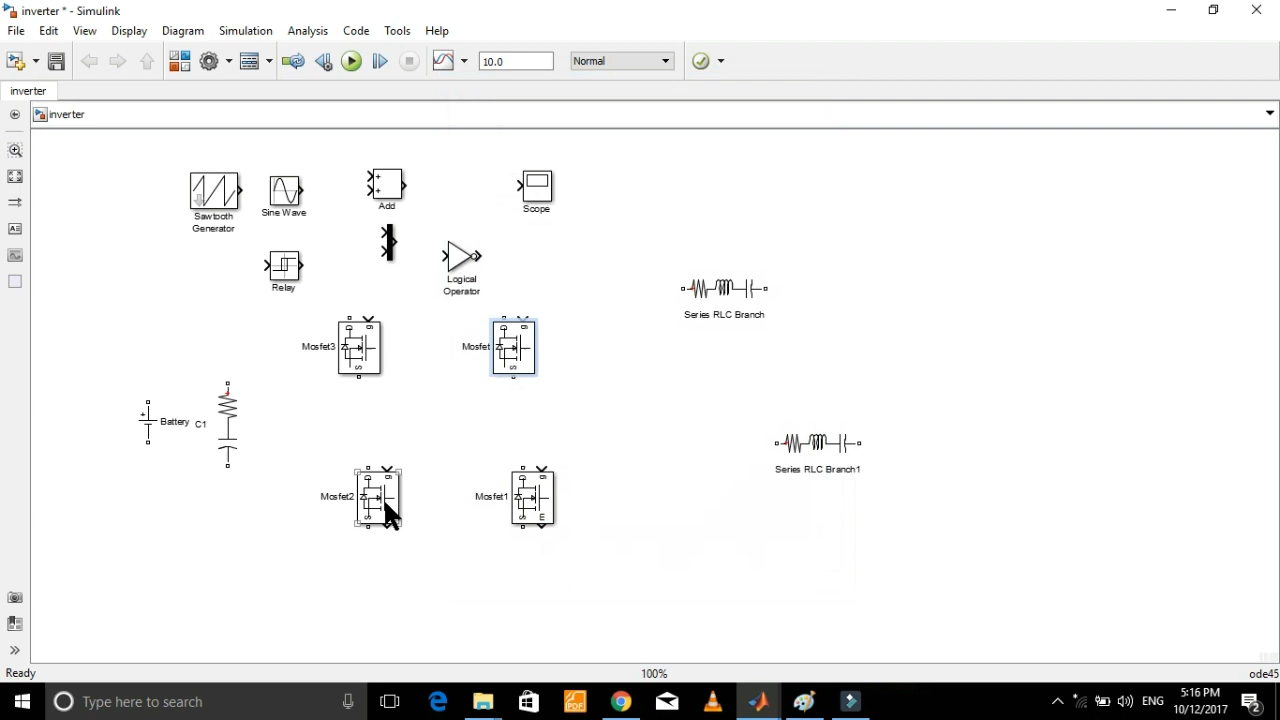 inverter * - Simulink
File Edit View Display Diagram Simulation Analysis Code Tools Help
10.0 Normal
inverter
inverter
+
+
Sawtooth
Generator
Sine Wave
Add
Scope
Relay
Logical
Operator
Series RLC Branch
D g
Mosfet3
S
D g
Mosfet
S
+
Battery
C1
Series RLC Branch1
D g
Mosfet2
S
D g
Mosfet1
S m
Ready 100% ode45
Type here to search
PDF
ENG
5:16 PM
10/12/2017
2